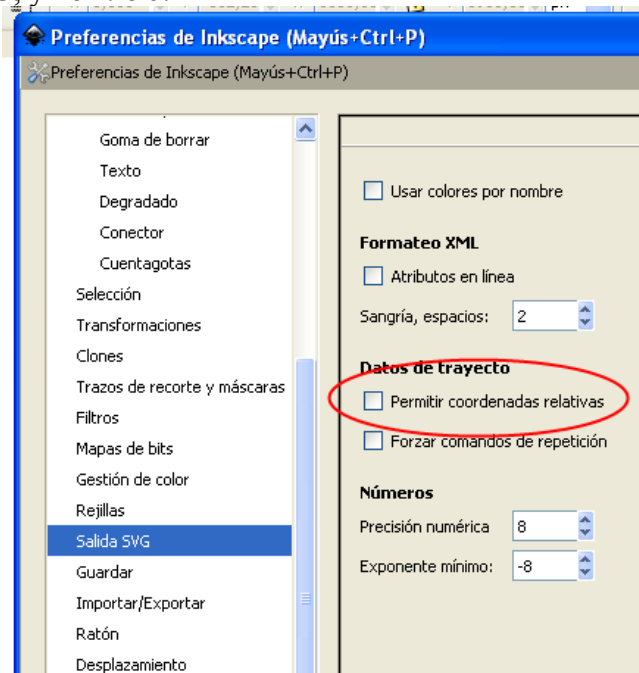 Preferencias de Inkscape (Mayús+Ctrl+P)
Preferencias de Inkscape (Mayús+Ctrl+P)
Goma de borrar
Texto
Degradado
Conector
Cuentagotas
Selección
Transformaciones
Clones
Trazos de recorte y máscaras
Filtros
Mapas de bits
Gestión de color
Rejillas
Salida SVG
Guardar
Importar/Exportar
Ratón
Desplazamiento
Usar colores por nombre
Formateo XML
Atributos en línea
Sangría, espacios: 2
Datos de trayecto
Permitir coordenadas relativas
Forzar comandos de repetición
Números
Precisión numérica 8
Exponente mínimo: -8